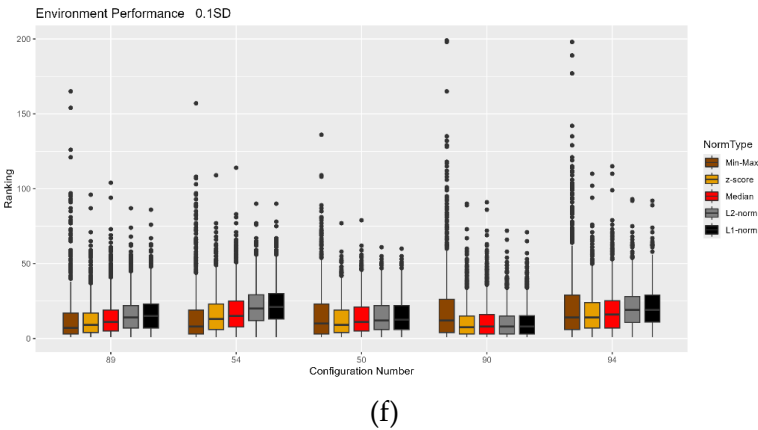 Environment Performance 0.1SD
Ranking
200
150
100
50
0
89 54 50 90 94
Configuration Number
NormType
Min-Max
z-score
Median
L2-norm
L1-norm
(f)